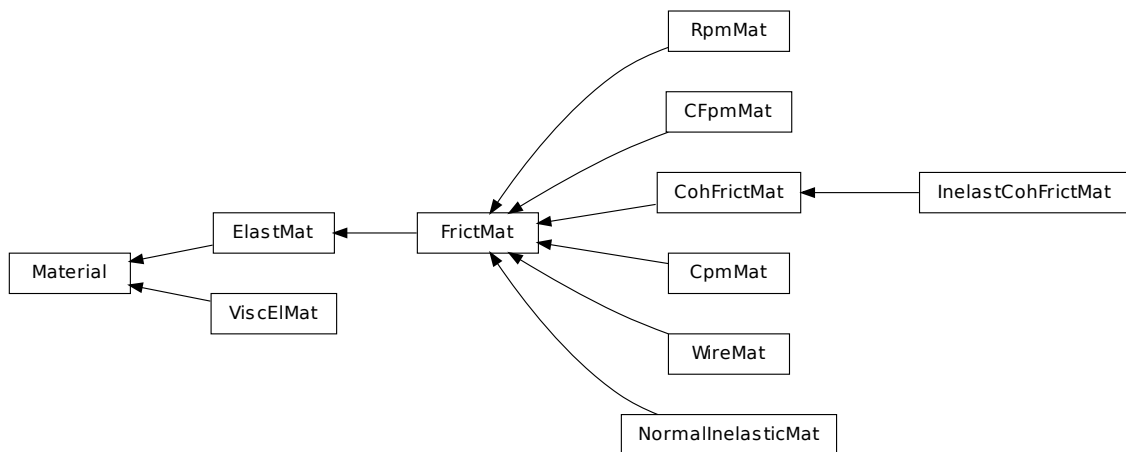 RpmMat
CFpmMat
CohFrictMat
InelastCohFrictMat
ElastMat
FrictMat
Material
CpmMat
ViscElMat
WireMat
NormalInelasticMat